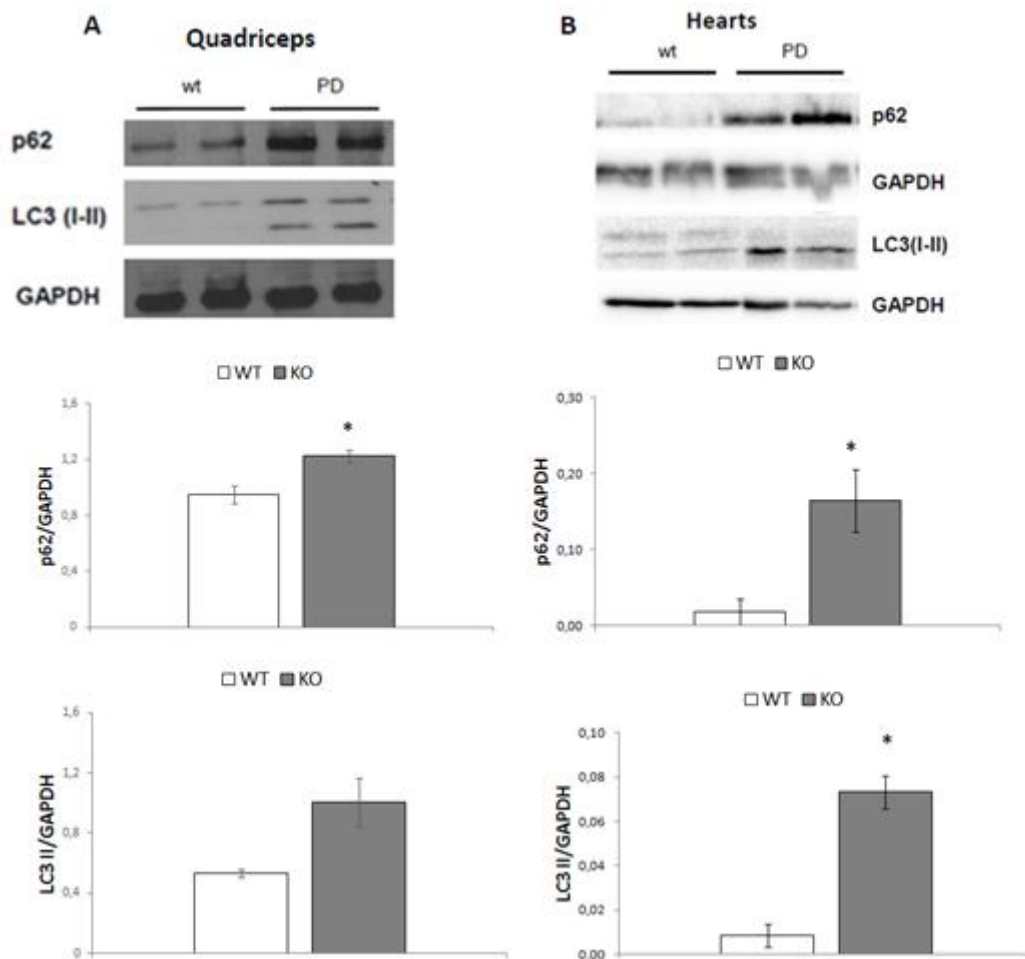 A
Quadriceps
wt PD
p62
LC3 (I-II)
GAPDH
WT KO
1,6
1,2
0,8
0,4
0
p62/GAPDH
*
WT KO
1,6
1,2
0,8
0,4
0
LC3 II/GAPDH
B
Hearts
wt PD
p62
GAPDH
LC3(I-II)
GAPDH
WT KO
0,30
0,20
0,10
0,00
p62/GAPDH
*
WT KO
0,10
0,08
0,06
0,04
0,02
0,00
LC3 II/GAPDH
*